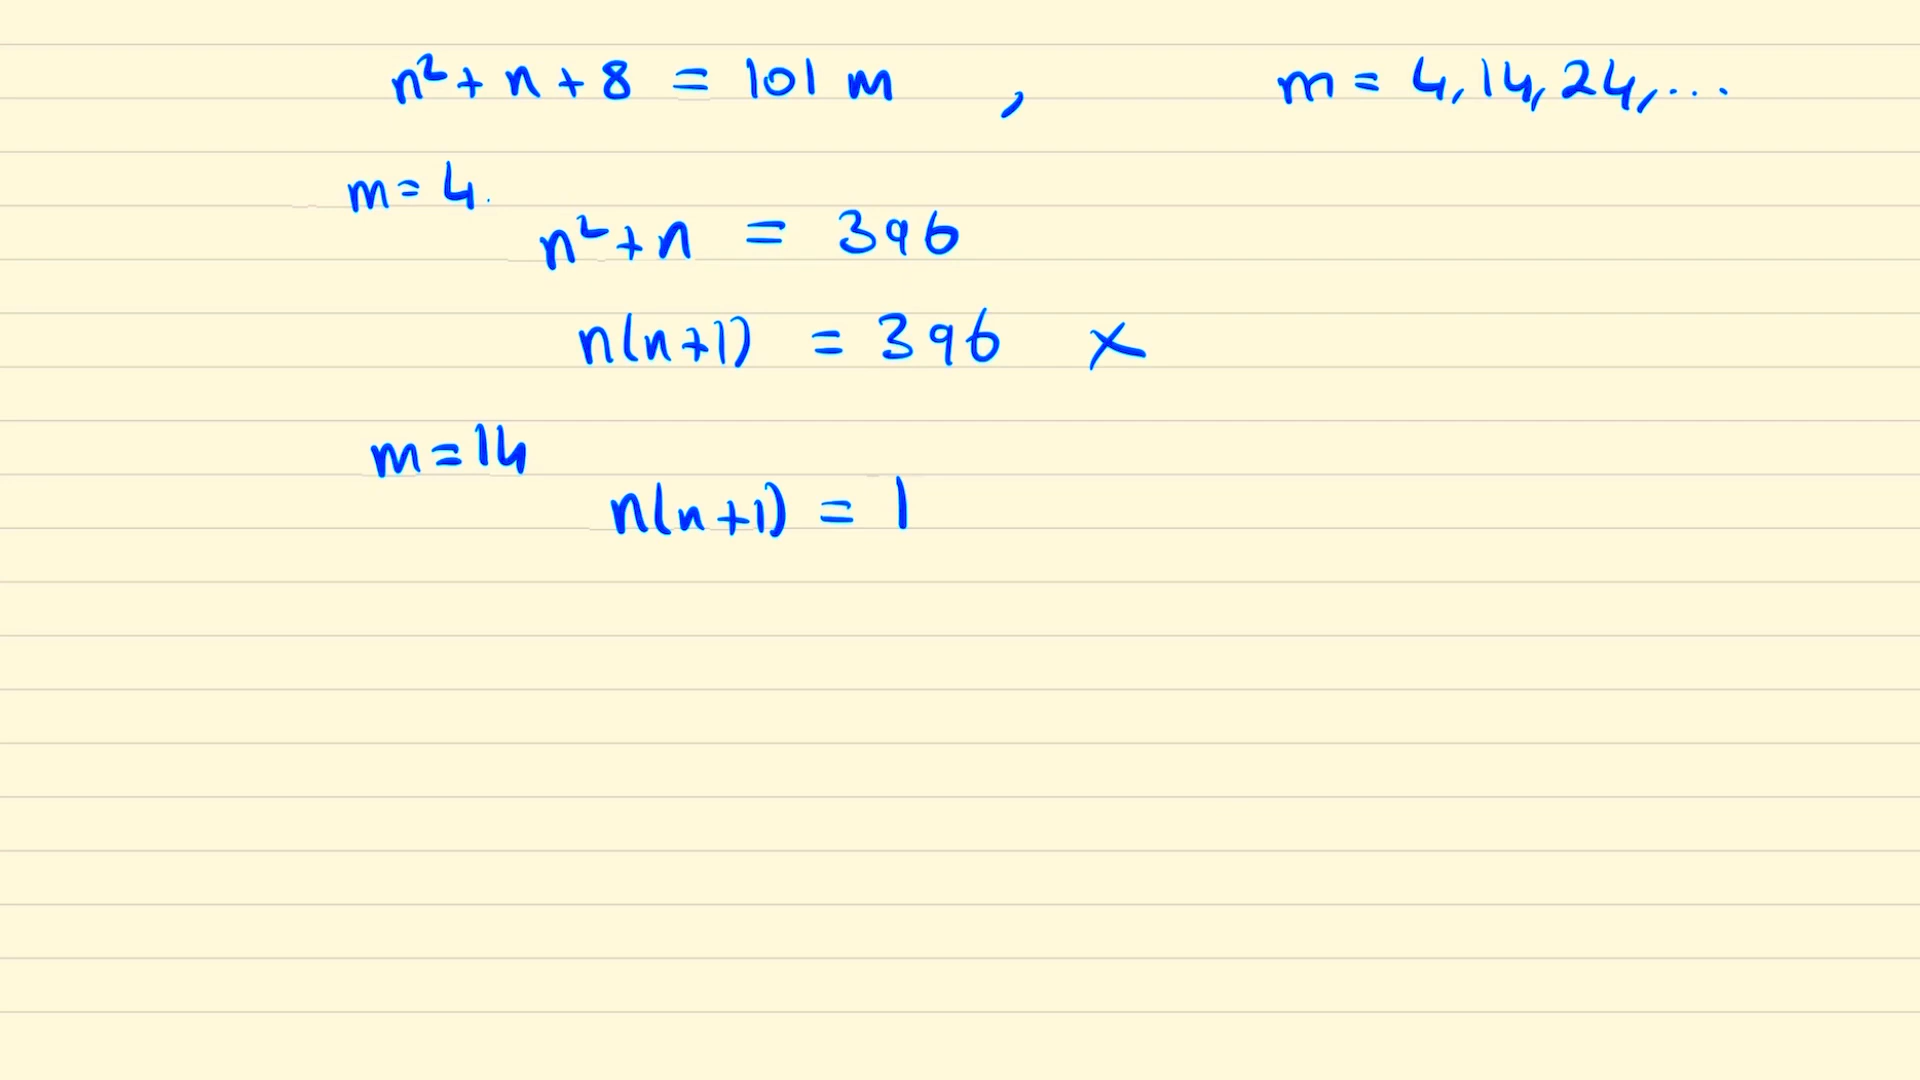 n² + n + 8 = 101 m , m = 4, 14, 24, ...
m = 4.
n² + n = 396
n(n+1) = 396 ×
m = 14
n(n+1) = 1